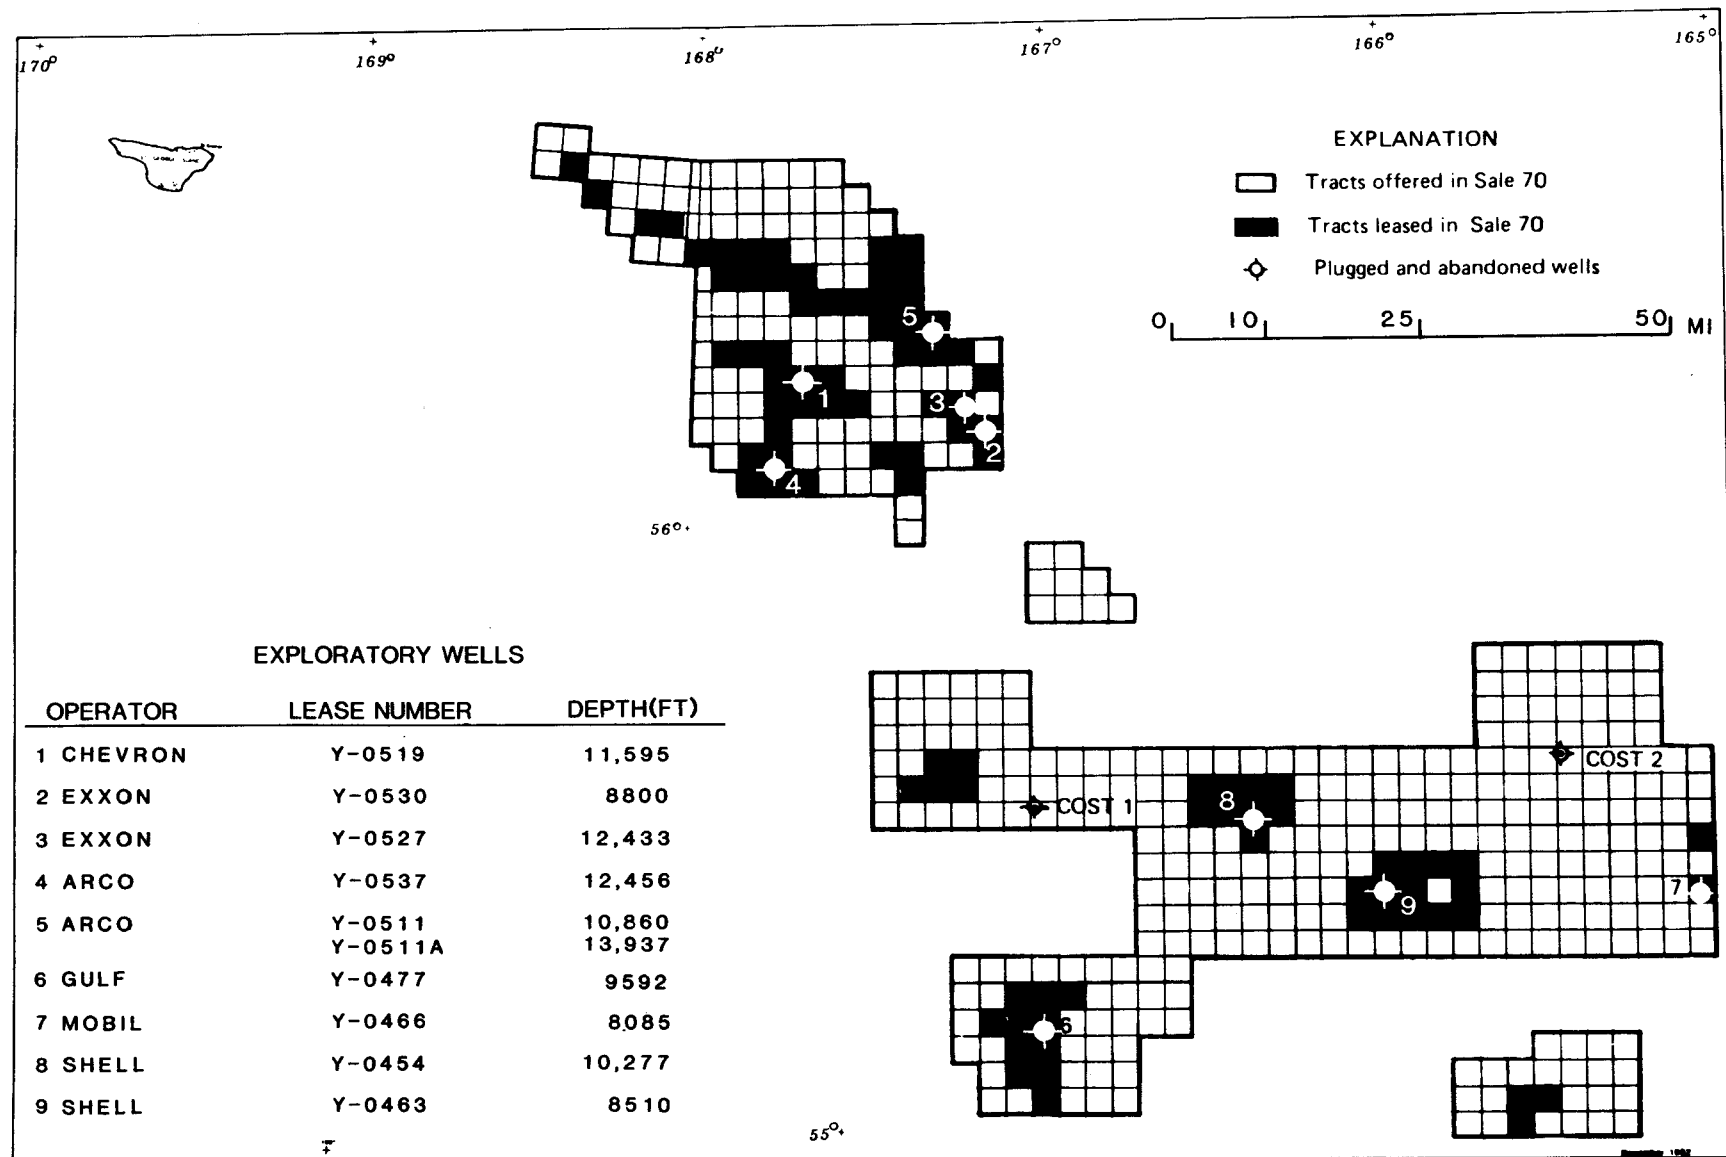 170° 169° 168° 167° 166° 165°
EXPLANATION
Tracts offered in Sale 70
Tracts leased in Sale 70
Plugged and abandoned wells
0 10 25 50 MI
5
1
3
2
4
56°
EXPLORATORY WELLS
OPERATOR LEASE NUMBER DEPTH(FT)
1 CHEVRON Y-0519 11,595
2 EXXON Y-0530 8800
3 EXXON Y-0527 12,433
4 ARCO Y-0537 12,456
5 ARCO Y-0511 10,860
Y-0511A 13,937
6 GULF Y-0477 9592
7 MOBIL Y-0466 8085
8 SHELL Y-0454 10,277
9 SHELL Y-0463 8510
COST 2
COST 1
8
7
9
6
55°